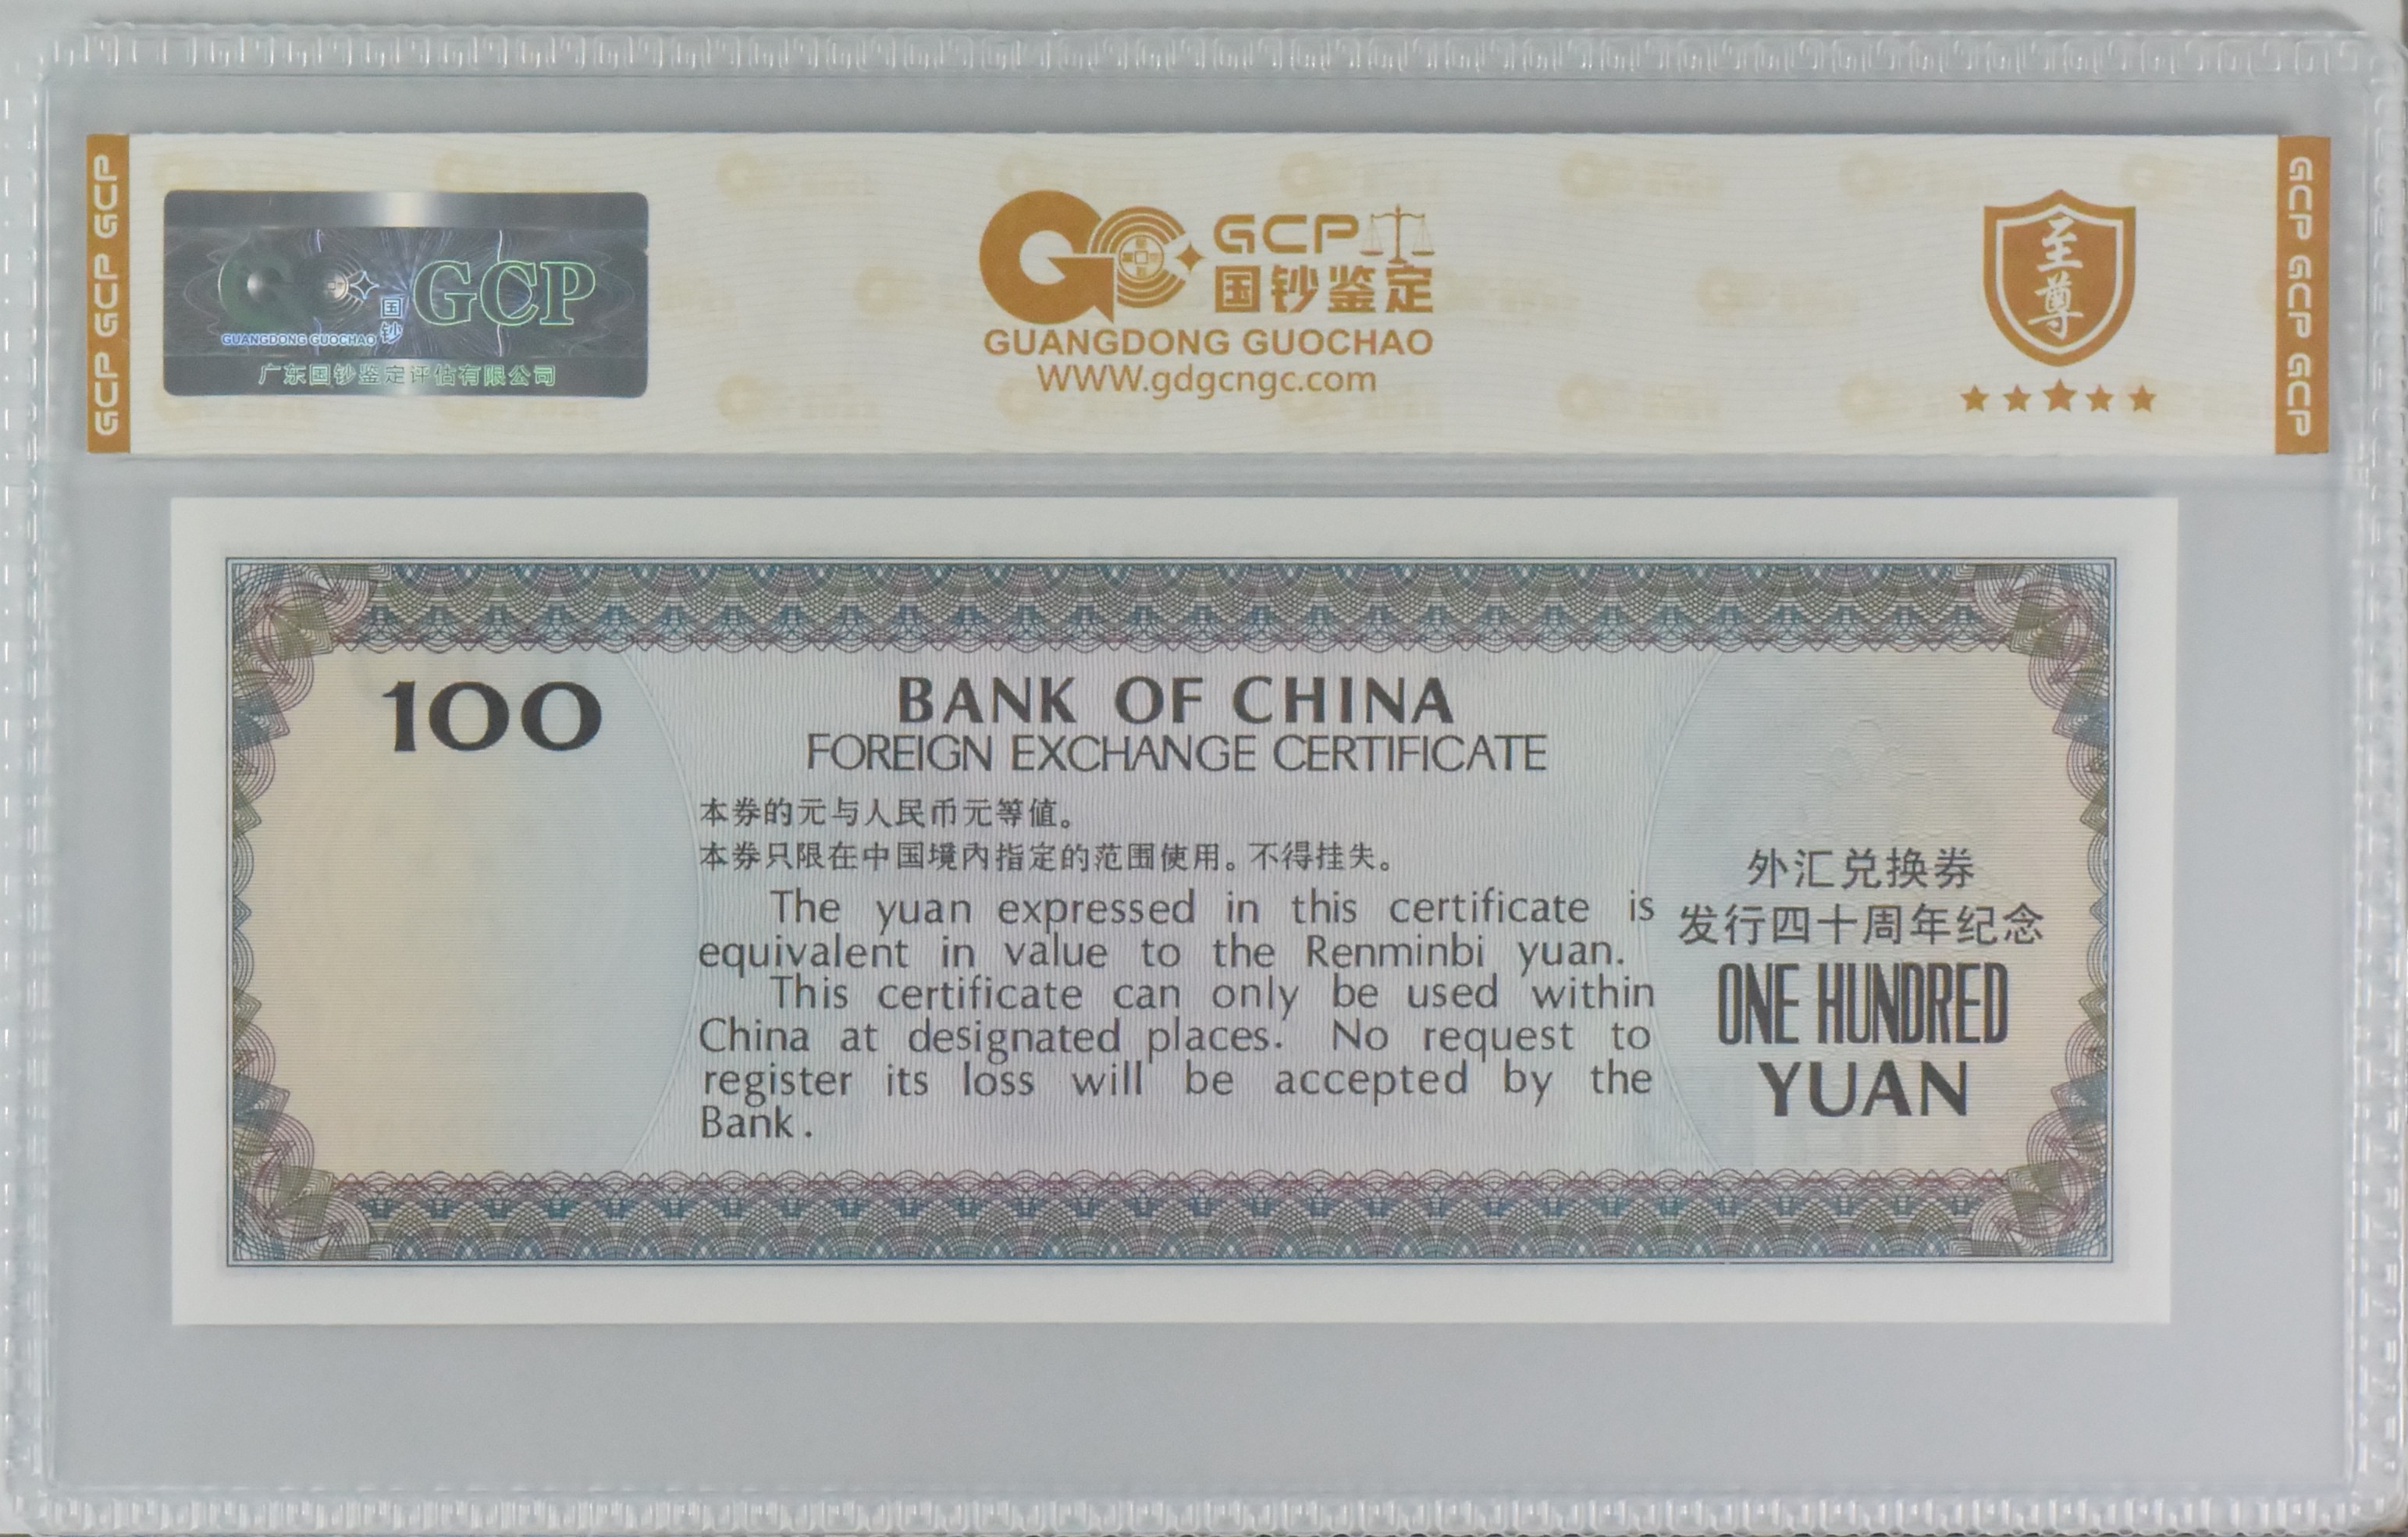 GCP GCP GCP
GUANGDONG GUOCHAO
国钞
GCP
广东国钞鉴定评估有限公司
GCP
国钞鉴定
GUANGDONG GUOCHAO
WWW.gdgcngc.com
至尊
GCP GCP GCP
100
BANK OF CHINA
FOREIGN EXCHANGE CERTIFICATE
本券的元与人民币元等值。
本券只限在中国境内指定的范围使用。不得挂失。
The yuan expressed in this certificate is
equivalent in value to the Renminbi yuan.
This certificate can only be used within
China at designated places. No request to
register its loss will be accepted by the
Bank.
外汇兑换券
发行四十周年纪念
ONE HUNDRED
YUAN